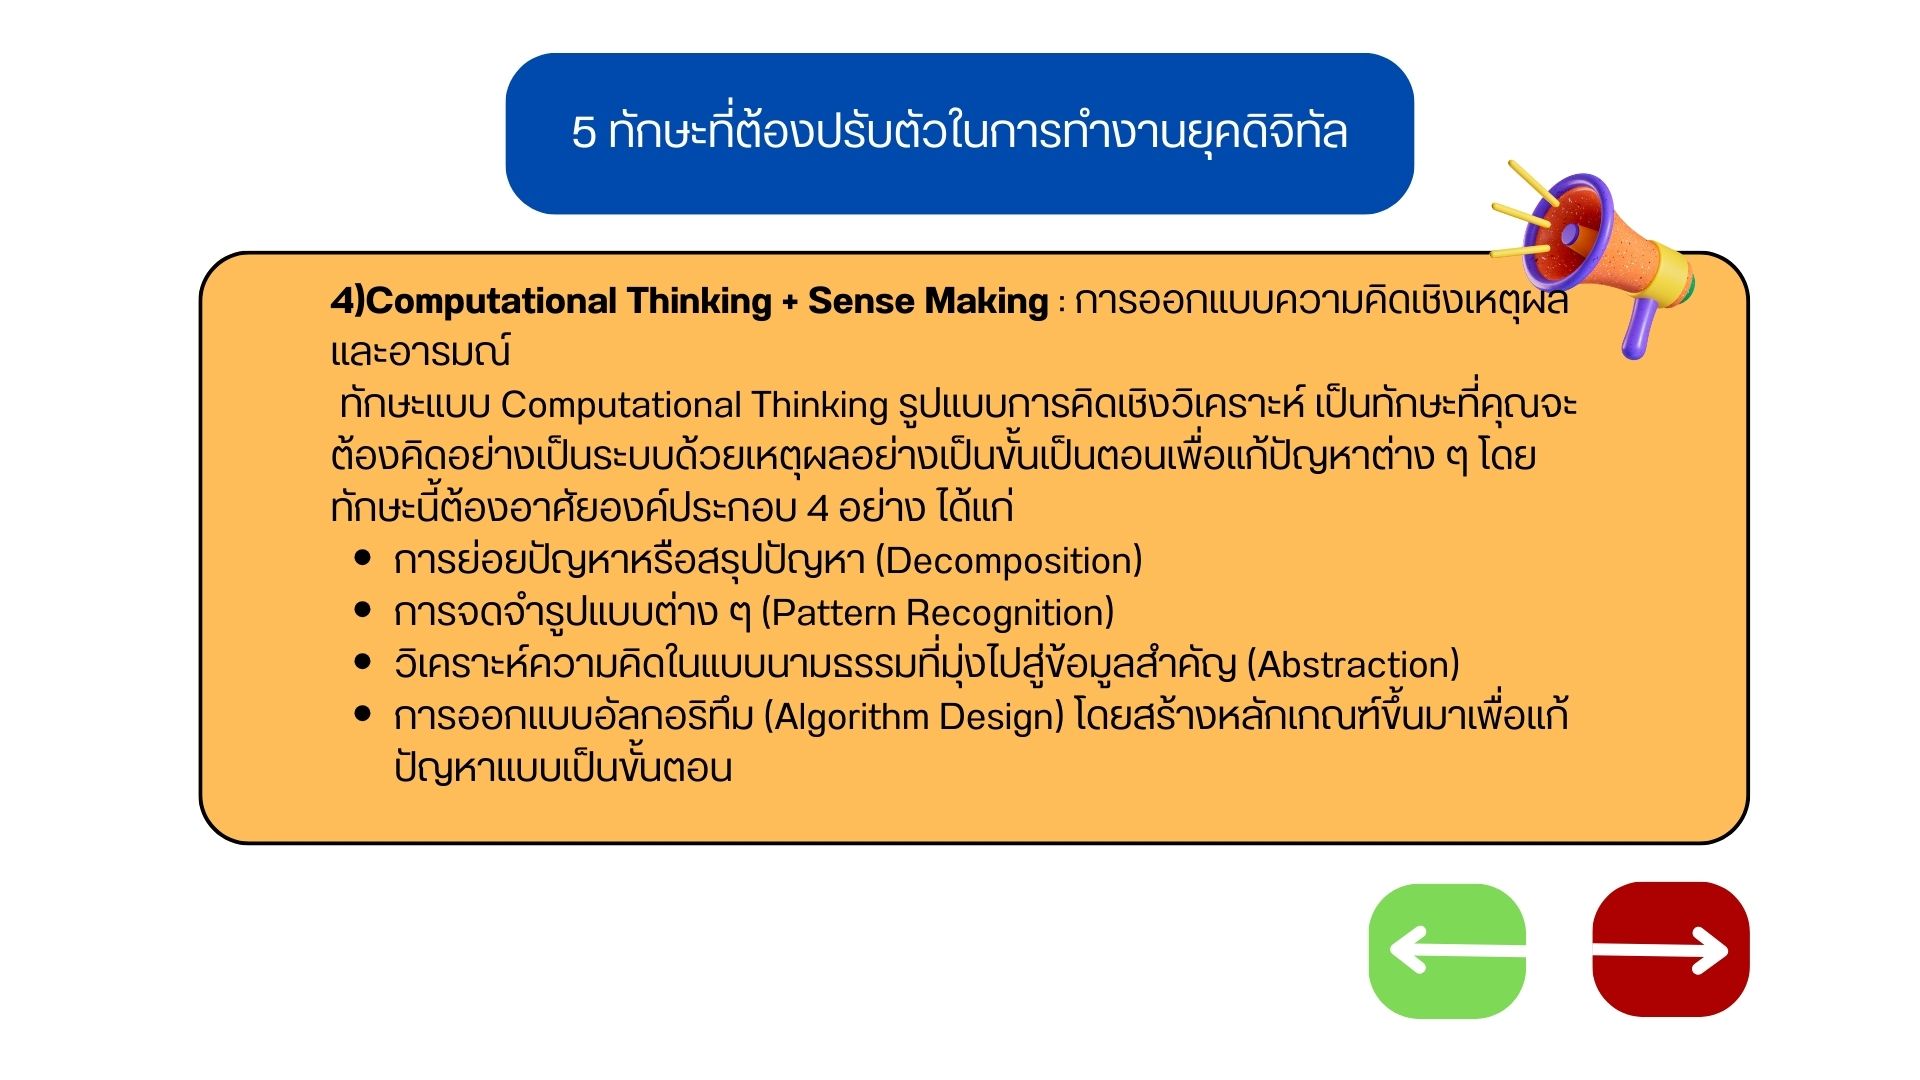 5 ทักษะที่ต้องปรับตัวในการทำงานยุคดิจิทัล
4)Computational Thinking + Sense Making : การออกแบบความคิดเชิงเหตุผล
และอารมณ์
ทักษะแบบ Computational Thinking รูปแบบการคิดเชิงวิเคราะห์ เป็นทักษะที่คุณจะ
ต้องคิดอย่างเป็นระบบด้วยเหตุผลอย่างเป็นขั้นเป็นตอนเพื่อแก้ปัญหาต่าง ๆ โดย
ทักษะนี้ต้องอาศัยองค์ประกอบ 4 อย่าง ได้แก่
• การย่อยปัญหาหรือสรุปปัญหา (Decomposition)
• การจดจำรูปแบบต่าง ๆ (Pattern Recognition)
• วิเคราะห์ความคิดในแบบนามธรรมที่มุ่งไปสู่ข้อมูลสำคัญ (Abstraction)
• การออกแบบอัลกอริทึม (Algorithm Design) โดยสร้างหลักเกณฑ์ขึ้นมาเพื่อแก้
ปัญหาแบบเป็นขั้นตอน